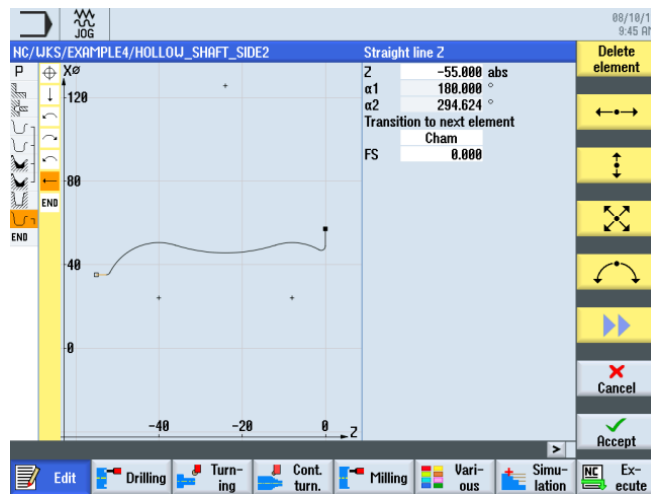 JOG
08/10/1
9:45 AM
NC/WKS/EXAMPLE4/HOLLOW_SHAFT_SIDE2
Straight line Z
Delete
element
P
END
END
XØ
120
80
40
0
-40
-20
0
Z
Z -55.000 abs
α1 180.000 °
α2 294.624 °
Transition to next element
Cham
FS 0.000
Cancel
Accept
>
Edit
Drilling
Turn-
ing
Cont.
turn.
Milling
Vari-
ous
Simu-
lation
NC
Ex-
ecute